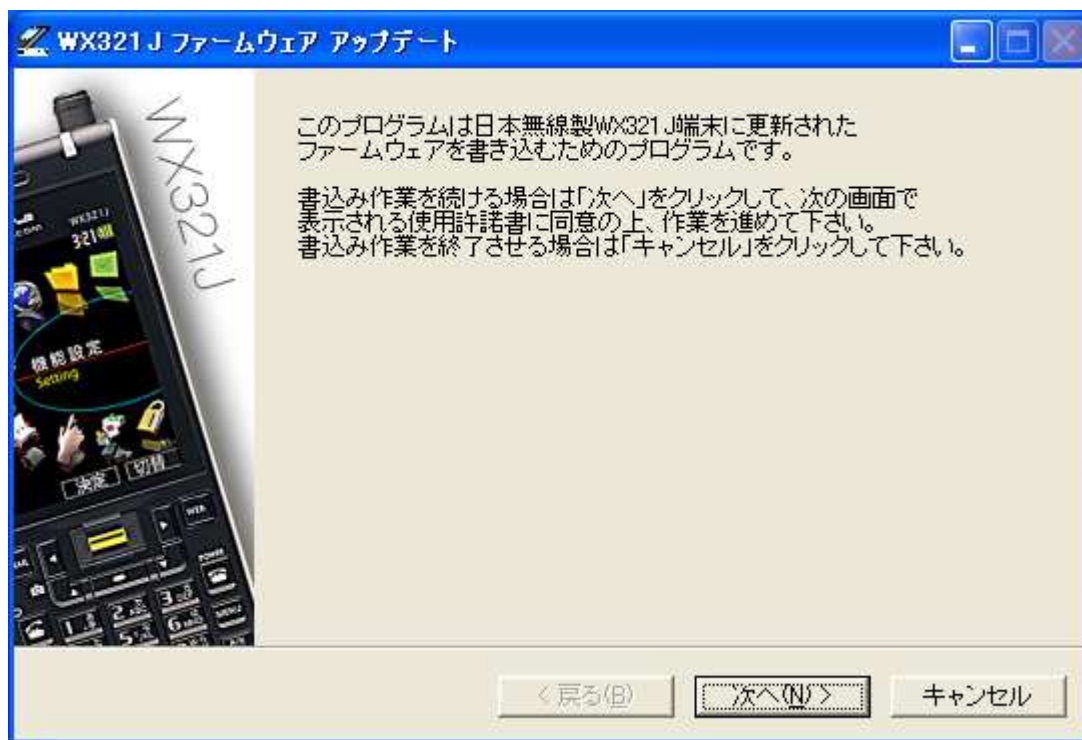 WX321J ファームウェア アップデート
WX321J
このプログラムは日本無線製WX321J端末に更新された
ファームウェアを書き込むためのプログラムです。
書込み作業を続ける場合は「次へ」をクリックして、次の画面で
表示される使用許諾書に同意の上、作業を進めて下さい。
書込み作業を終了させる場合は「キャンセル」をクリックして下さい。
WX321J
3:21
機能設定
Setting
決定 切替
WEB
POWER
MENU
< 戻る(B) 次へ(N) > キャンセル